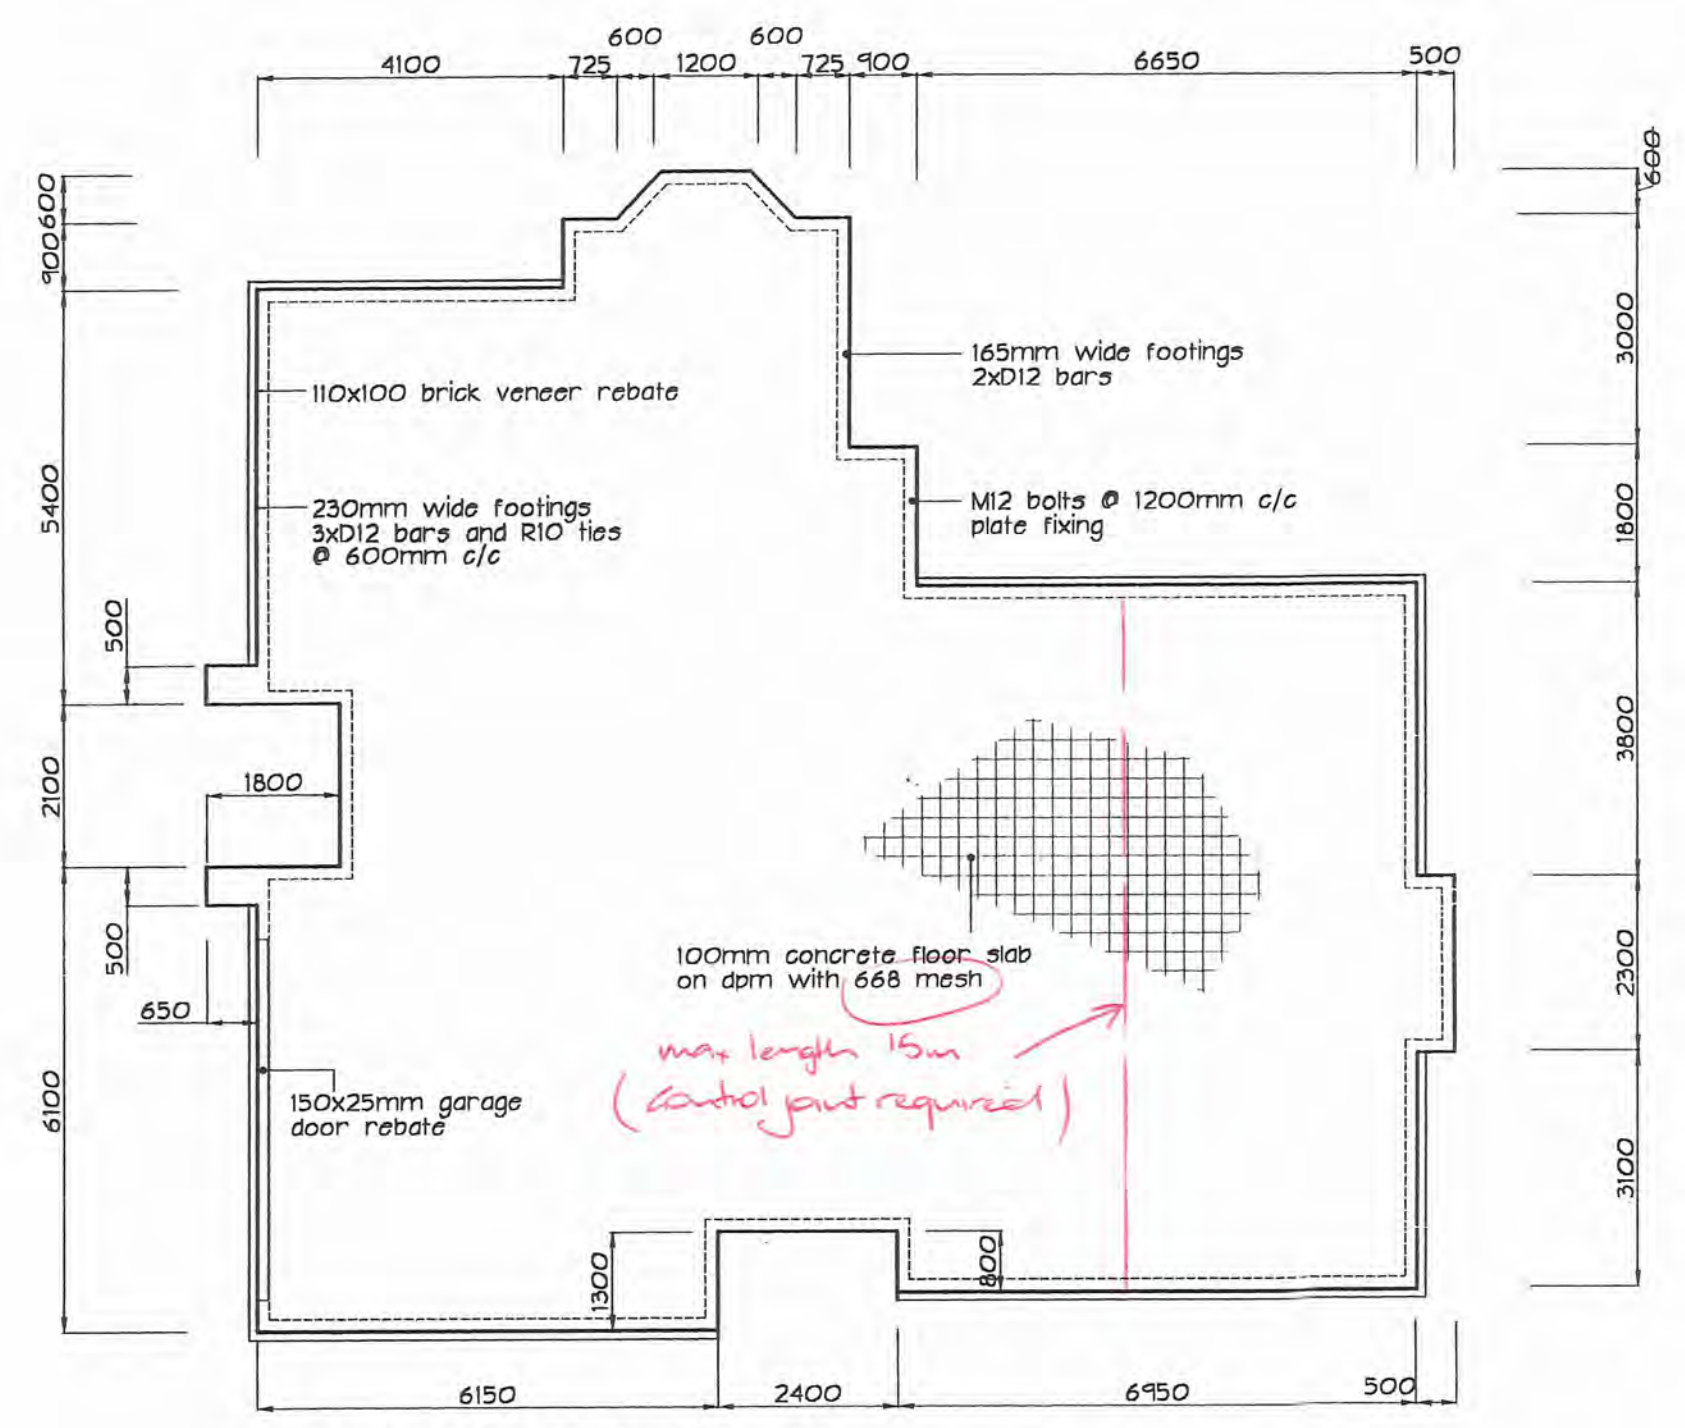 600
600
4100
725
1200
725
900
6650
500
600
900
5400
500
2100
1800
500
650
6100
600
3000
1800
3800
2300
3100
110x100 brick veneer rebate
230mm wide footings
3xD12 bars and R10 ties
@ 600mm c/c
165mm wide footings
2xD12 bars
M12 bolts @ 1200mm c/c
plate fixing
100mm concrete floor slab
on dpm with 668 mesh
max length 15m
(control joint required)
150x25mm garage
door rebate
1300
800
6150
2400
6950
500